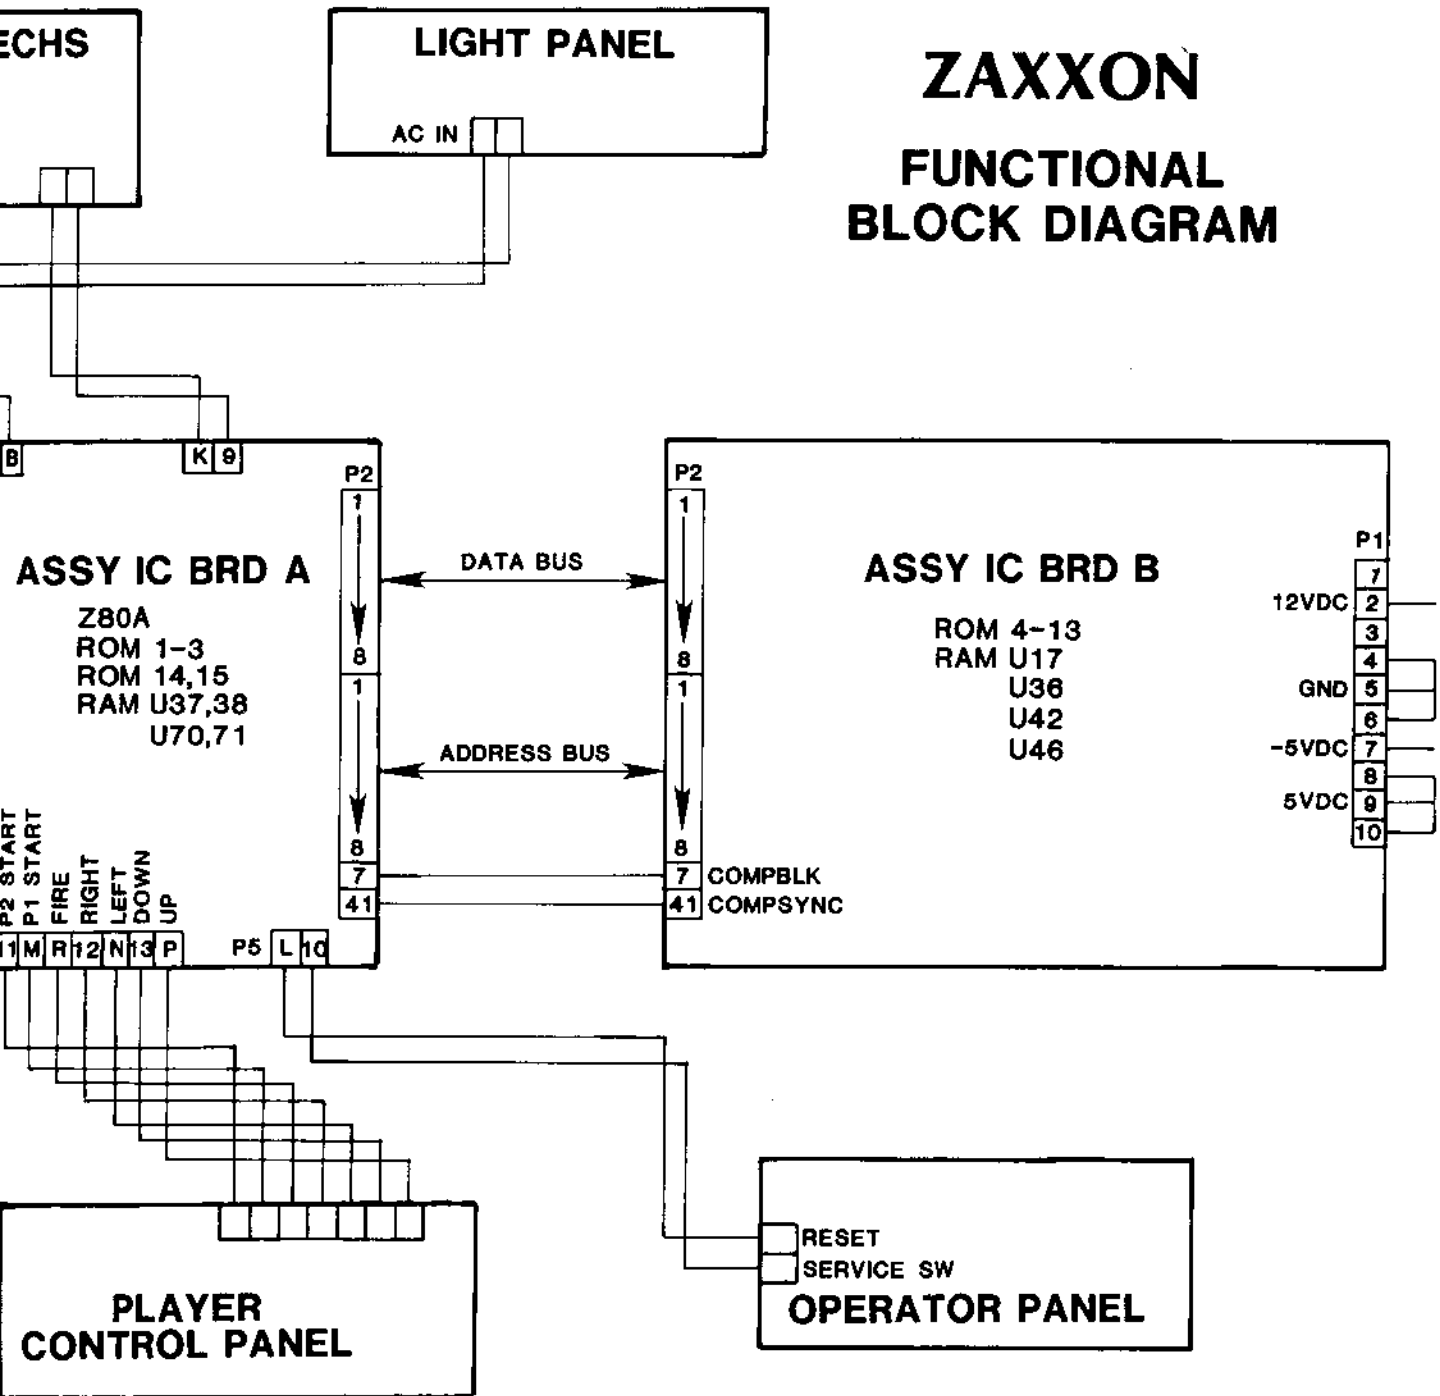 ECHS
LIGHT PANEL
AC IN
ZAXXON
FUNCTIONAL
BLOCK DIAGRAM
B
K 9
P2
1
8
1
8
7
41
ASSY IC BRD A
Z80A
ROM 1-3
ROM 14,15
RAM U37,38
U70,71
DATA BUS
ADDRESS BUS
P2
1
8
1
8
7 COMPBLK
41 COMPSYNC
ASSY IC BRD B
ROM 4-13
RAM U17
U36
U42
U46
P1
1
12VDC 2
3
4
GND 5
6
-5VDC 7
8
5VDC 9
10
P2 START
P1 START
FIRE
RIGHT
LEFT
DOWN
UP
11 M R 12 N 13 P
P5 L 10
PLAYER
CONTROL PANEL
RESET
SERVICE SW
OPERATOR PANEL